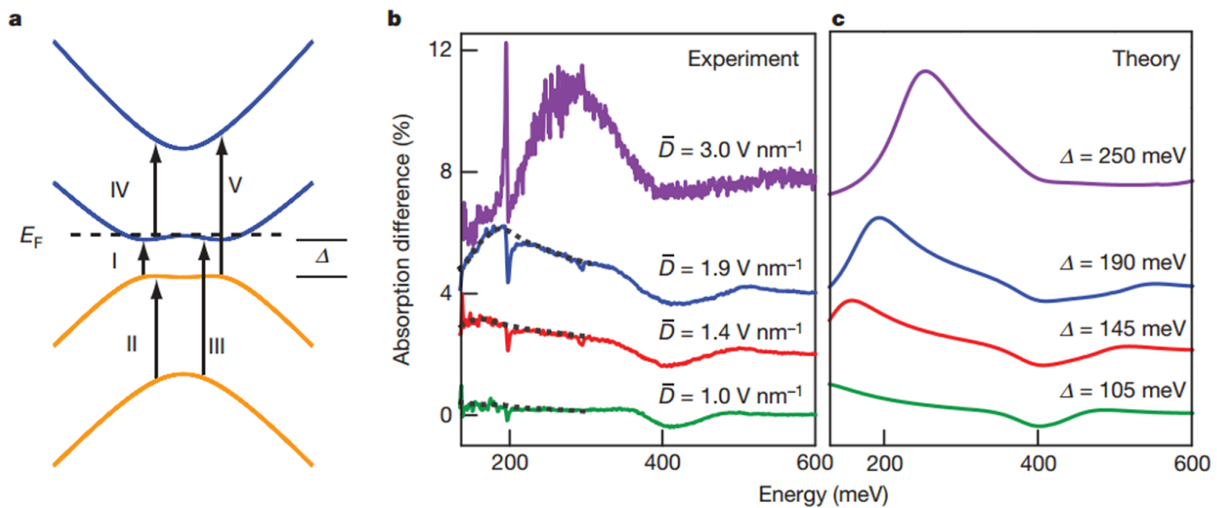 a
IV
V
E_F
I
Δ
II
III
b
Experiment
12
8
4
0
Absorption difference (%)
D̄ = 3.0 V nm⁻¹
D̄ = 1.9 V nm⁻¹
D̄ = 1.4 V nm⁻¹
D̄ = 1.0 V nm⁻¹
200
400
600
c
Theory
Δ = 250 meV
Δ = 190 meV
Δ = 145 meV
Δ = 105 meV
200
400
600
Energy (meV)